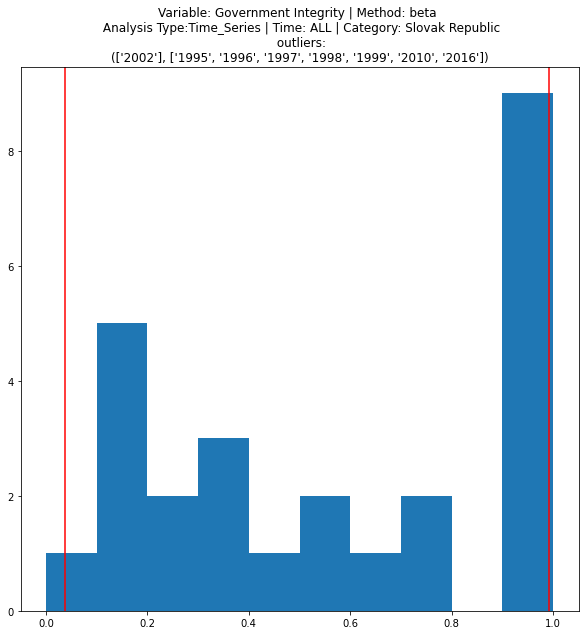 Variable: Government Integrity | Method: beta
Analysis Type:Time_Series | Time: ALL | Category: Slovak Republic
outliers:
(['2002'], ['1995', '1996', '1997', '1998', '1999', '2010', '2016'])
8
6
4
2
0
0.0 0.2 0.4 0.6 0.8 1.0